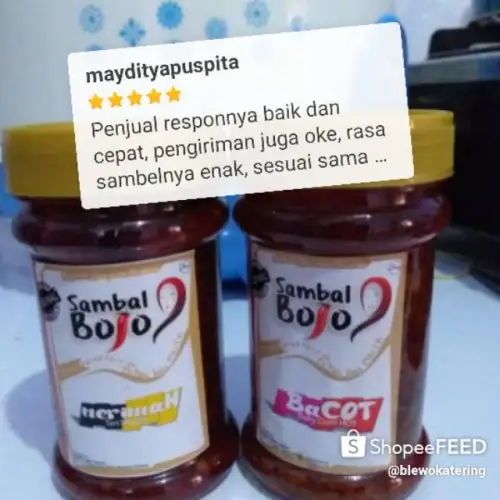 maydityapuspita
Penjual responnya baik dan
cepat, pengiriman juga oke, rasa
sambelnya enak, sesuai sama ...
Sambal
Bojo
nerimaH
Sambal
Bojo
BaCOT
S ShopeeFEED
@blewokatering